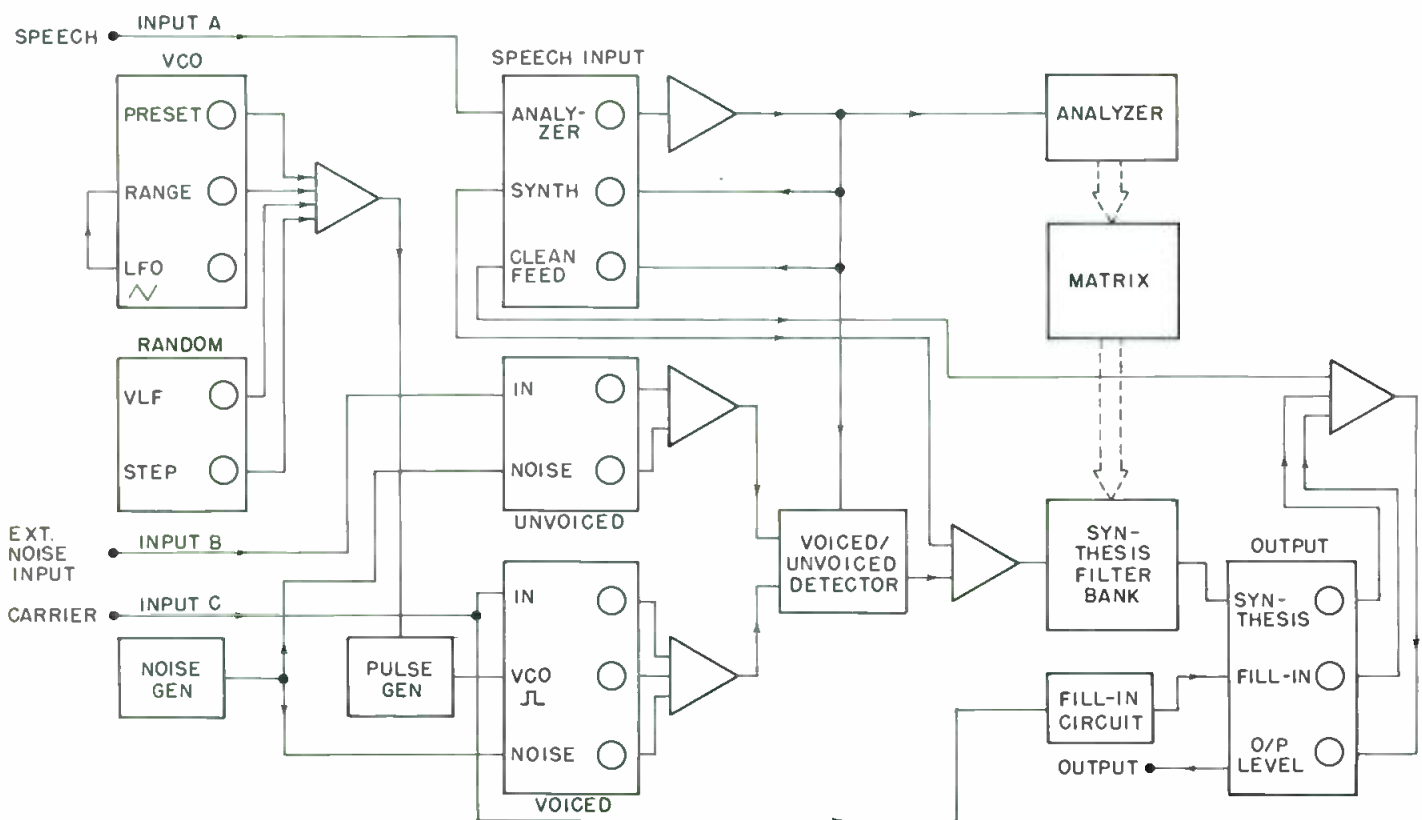 SPEECH
INPUT A
VCO
PRESET
RANGE
LFO
RANDOM
VLF
STEP
EXT.
NOISE
INPUT
INPUT B
CARRIER
INPUT C
NOISE
GEN
PULSE
GEN
SPEECH INPUT
ANALY-
ZER
SYNTH
CLEAN
FEED
IN
NOISE
UNVOICED
IN
VCO
NOISE
VOICED
VOICED/
UNVOICED
DETECTOR
ANALYZER
MATRIX
SYN-
THESIS
FILTER
BANK
FILL-IN
CIRCUIT
OUTPUT
OUTPUT
SYN-
THESIS
FILL-IN
O/P
LEVEL